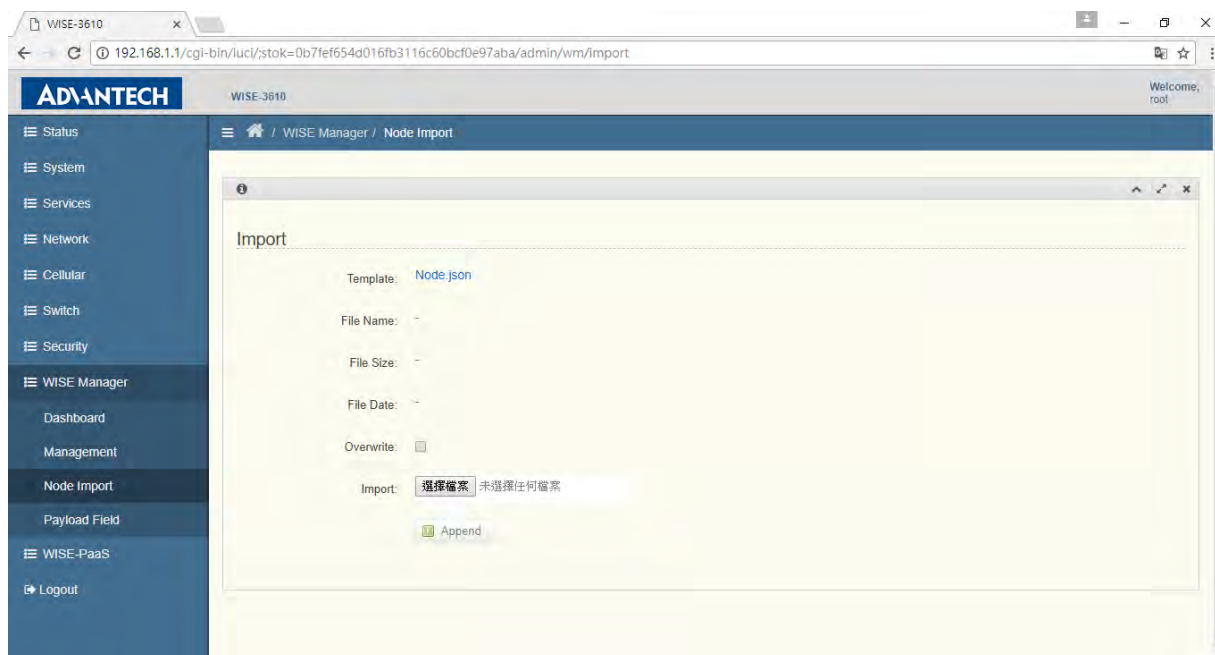 WISE-3610
192.168.1.1/cgi-bin/luci/;stok=0b7fef654d016fb3116c60bcf0e97aba/admin/wm/import
ADVANTECH
WISE-3610
Welcome,
root
Status
/ WISE Manager / Node Import
System
Services
Network
Cellular
Switch
Security
WISE Manager
Dashboard
Management
Node Import
Payload Field
WISE-PaaS
Logout
Import
Template: Node.json
File Name: -
File Size: -
File Date: -
Overwrite:
Import: 選擇檔案 未選擇任何檔案
Append